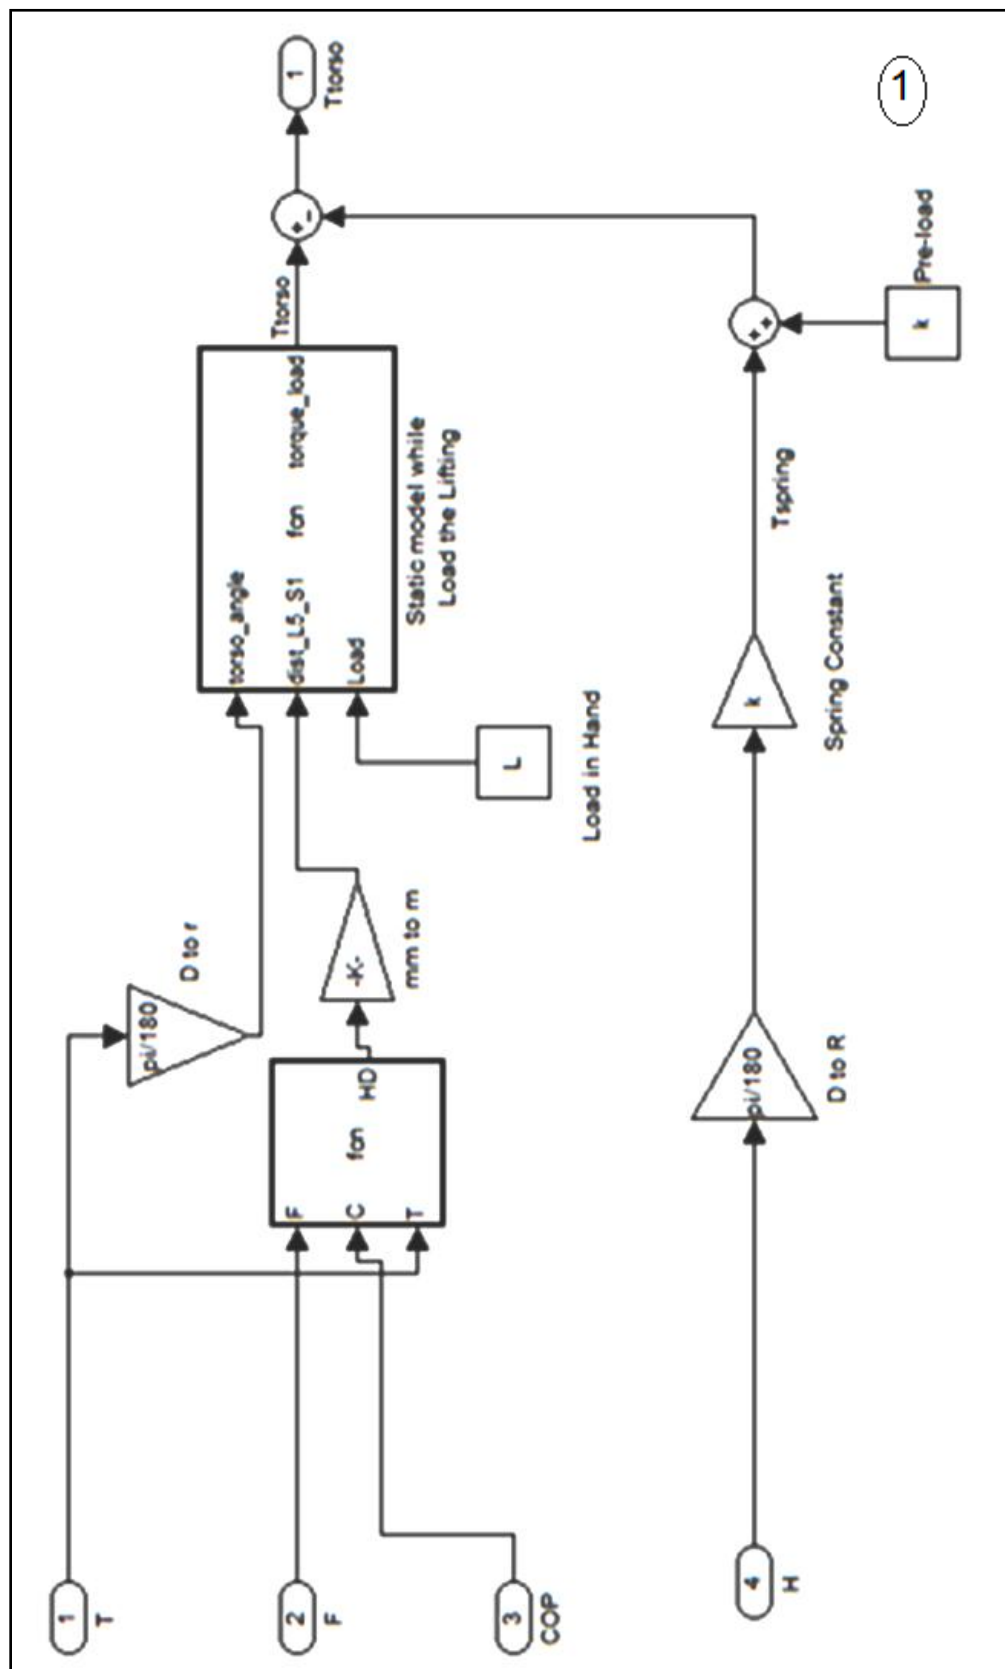 1
T
2
F
3
COP
4
H
pi/180
D to r
F
C
T
fcn
HD
-K-
mm to m
L
Load in Hand
torso_angle
dist_L5_S1
Load
fcn
torque_load
Static model while
Load the Lifting
Ttorso
+
-
1
Ttorso
pi/180
D to R
k
Spring Constant
Tspring
+
+
k
Pre-load
1